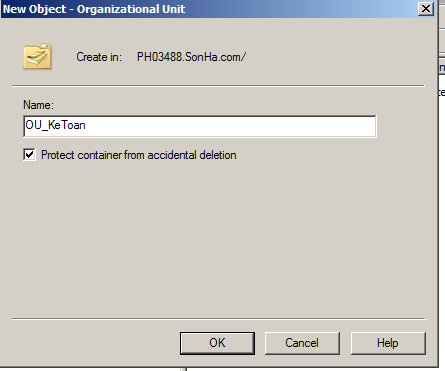 New Object - Organizational Unit
Create in: PH03488.SonHa.com/
Name:
OU_KeToan
Protect container from accidental deletion
OK Cancel Help